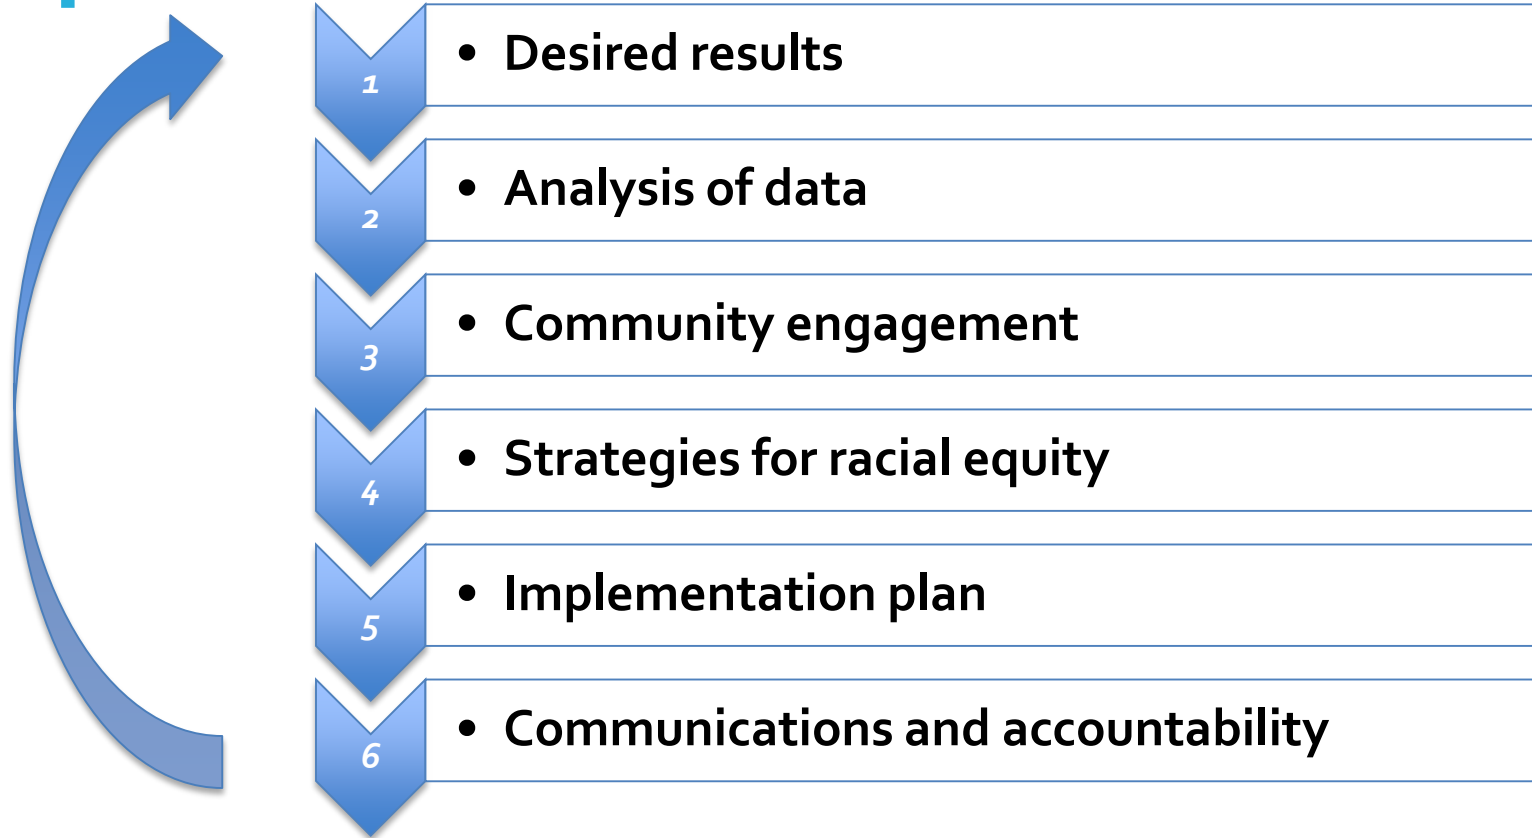 1 • Desired results
2 • Analysis of data
3 • Community engagement
4 • Strategies for racial equity
5 • Implementation plan
6 • Communications and accountability